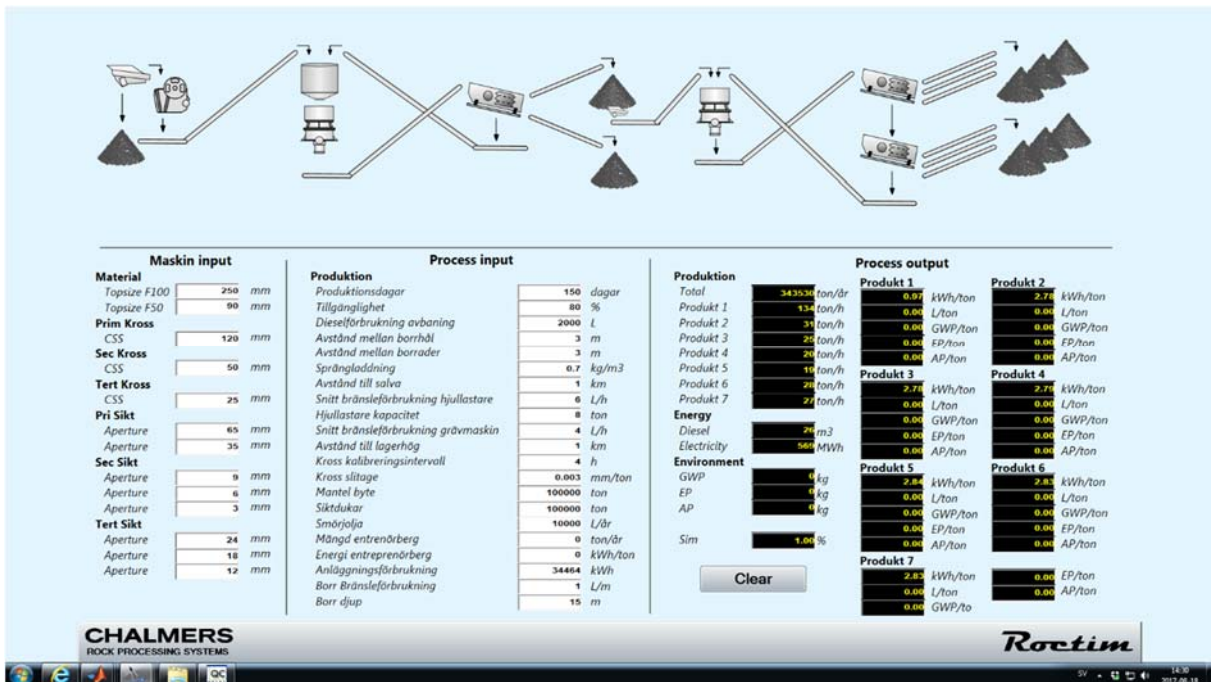 Maskin input
Material
Topsize F100 250 mm
Topsize F50 90 mm
Prim Kross
CSS 120 mm
Sec Kross
CSS 50 mm
Tert Kross
CSS 25 mm
Pri Sikt
Aperture 65 mm
Aperture 35 mm
Sec Sikt
Aperture 9 mm
Aperture 6 mm
Aperture 3 mm
Tert Sikt
Aperture 24 mm
Aperture 18 mm
Aperture 12 mm
Process input
Produktion
Produktionsdagar 150 dagar
Tillgänglighet 80 %
Dieselförbrukning avbaning 2000 L
Avstånd mellan borrhål 3 m
Avstånd mellan borrader 3 m
Sprängladdning 0.7 kg/m3
Avstånd till salva 1 km
Snitt bränsleförbrukning hjullastare 6 L/h
Hjullastare kapacitet 8 ton
Snitt bränsleförbrukning grävmaskin 4 L/h
Avstånd till lagerhög 1 km
Kross kalibreringsintervall 4 h
Kross slitage 0.003 mm/ton
Mantel byte 100000 ton
Siktdukar 100000 ton
Smörjolja 10000 L/år
Mängd entrenörberg 0 ton/år
Energi entreprenörberg 0 kWh/ton
Anläggningsförbrukning 34464 kWh
Borr Bränsleförbrukning 1 L/m
Borr djup 15 m
Process output
Produktion
Total 343530 ton/år
Produkt 1 134 ton/h
Produkt 2 31 ton/h
Produkt 3 25 ton/h
Produkt 4 20 ton/h
Produkt 5 19 ton/h
Produkt 6 28 ton/h
Produkt 7 27 ton/h
Energy
Diesel 26 m3
Electricity 569 MWh
Environment
GWP 0 kg
EP 0 kg
AP 0 kg
Sim 1.00 %
Clear
Produkt 1
0.97 kWh/ton
0.00 L/ton
0.00 GWP/ton
0.00 EP/ton
0.00 AP/ton
Produkt 2
2.78 kWh/ton
0.00 L/ton
0.00 GWP/ton
0.00 EP/ton
0.00 AP/ton
Produkt 3
2.78 kWh/ton
0.00 L/ton
0.00 GWP/ton
0.00 EP/ton
0.00 AP/ton
Produkt 4
2.79 kWh/ton
0.00 L/ton
0.00 GWP/ton
0.00 EP/ton
0.00 AP/ton
Produkt 5
2.84 kWh/ton
0.00 L/ton
0.00 GWP/ton
0.00 EP/ton
0.00 AP/ton
Produkt 6
2.83 kWh/ton
0.00 L/ton
0.00 GWP/ton
0.00 EP/ton
0.00 AP/ton
Produkt 7
2.83 kWh/ton
0.00 L/ton
0.00 GWP/to
0.00 EP/ton
0.00 AP/ton
CHALMERS
ROCK PROCESSING SYSTEMS
Roctim
QC
SV
14:30
2017-08-18